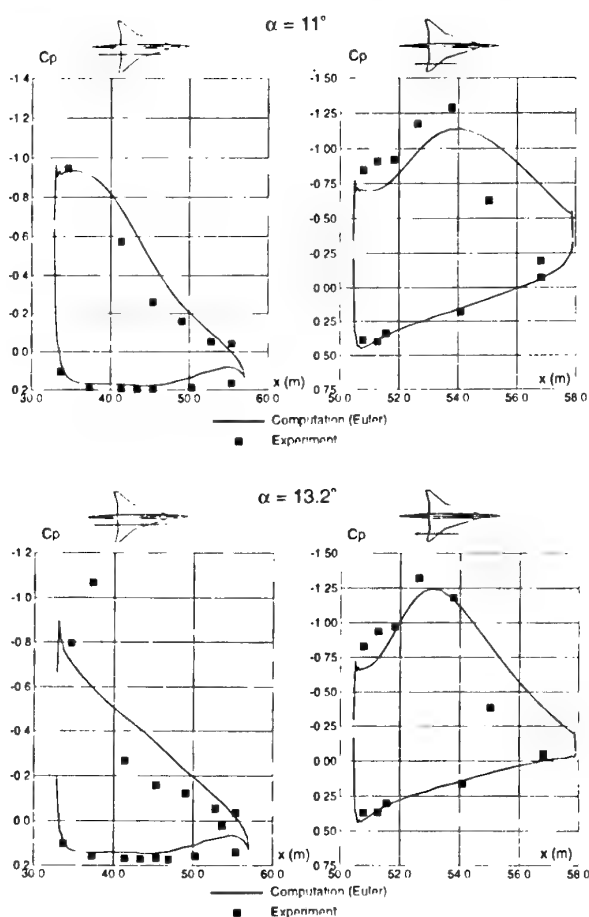 α = 11°
Cp
-1.4
-1.2
-1.0
-0.8
-0.6
-0.4
-0.2
0.0
0.2
30.0 40.0 50.0 60.0
x (m)
-1.50
-1.25
-1.00
-0.75
-0.50
-0.25
0.00
0.25
0.50
0.75
50.0 52.0 54.0 56.0 58.0
x (m)
Computation (Euler)
Experiment
α = 13.2°
Cp
-1.2
-1.0
-0.8
-0.6
-0.4
-0.2
0.0
0.2
30.0 40.0 50.0 60.0
x (m)
Cp
-1.50
-1.25
-1.00
-0.75
-0.50
-0.25
0.00
0.25
0.50
0.75
50.0 52.0 54.0 56.0 58.0
x (m)
Computation (Euler)
Experiment